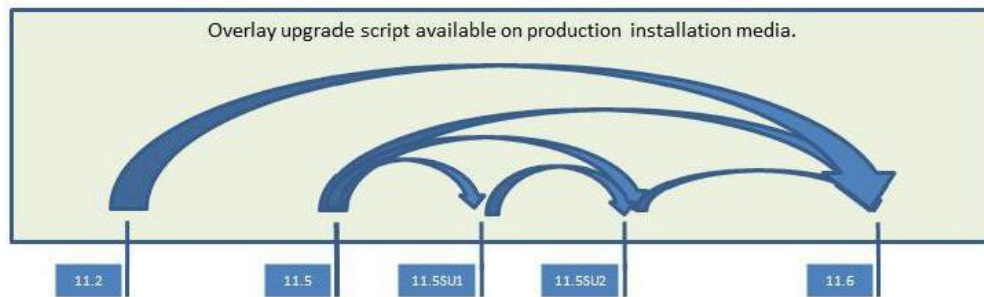 Overlay upgrade script available on production installation media.
11.2
11.5
11.5SU1
11.5SU2
11.6